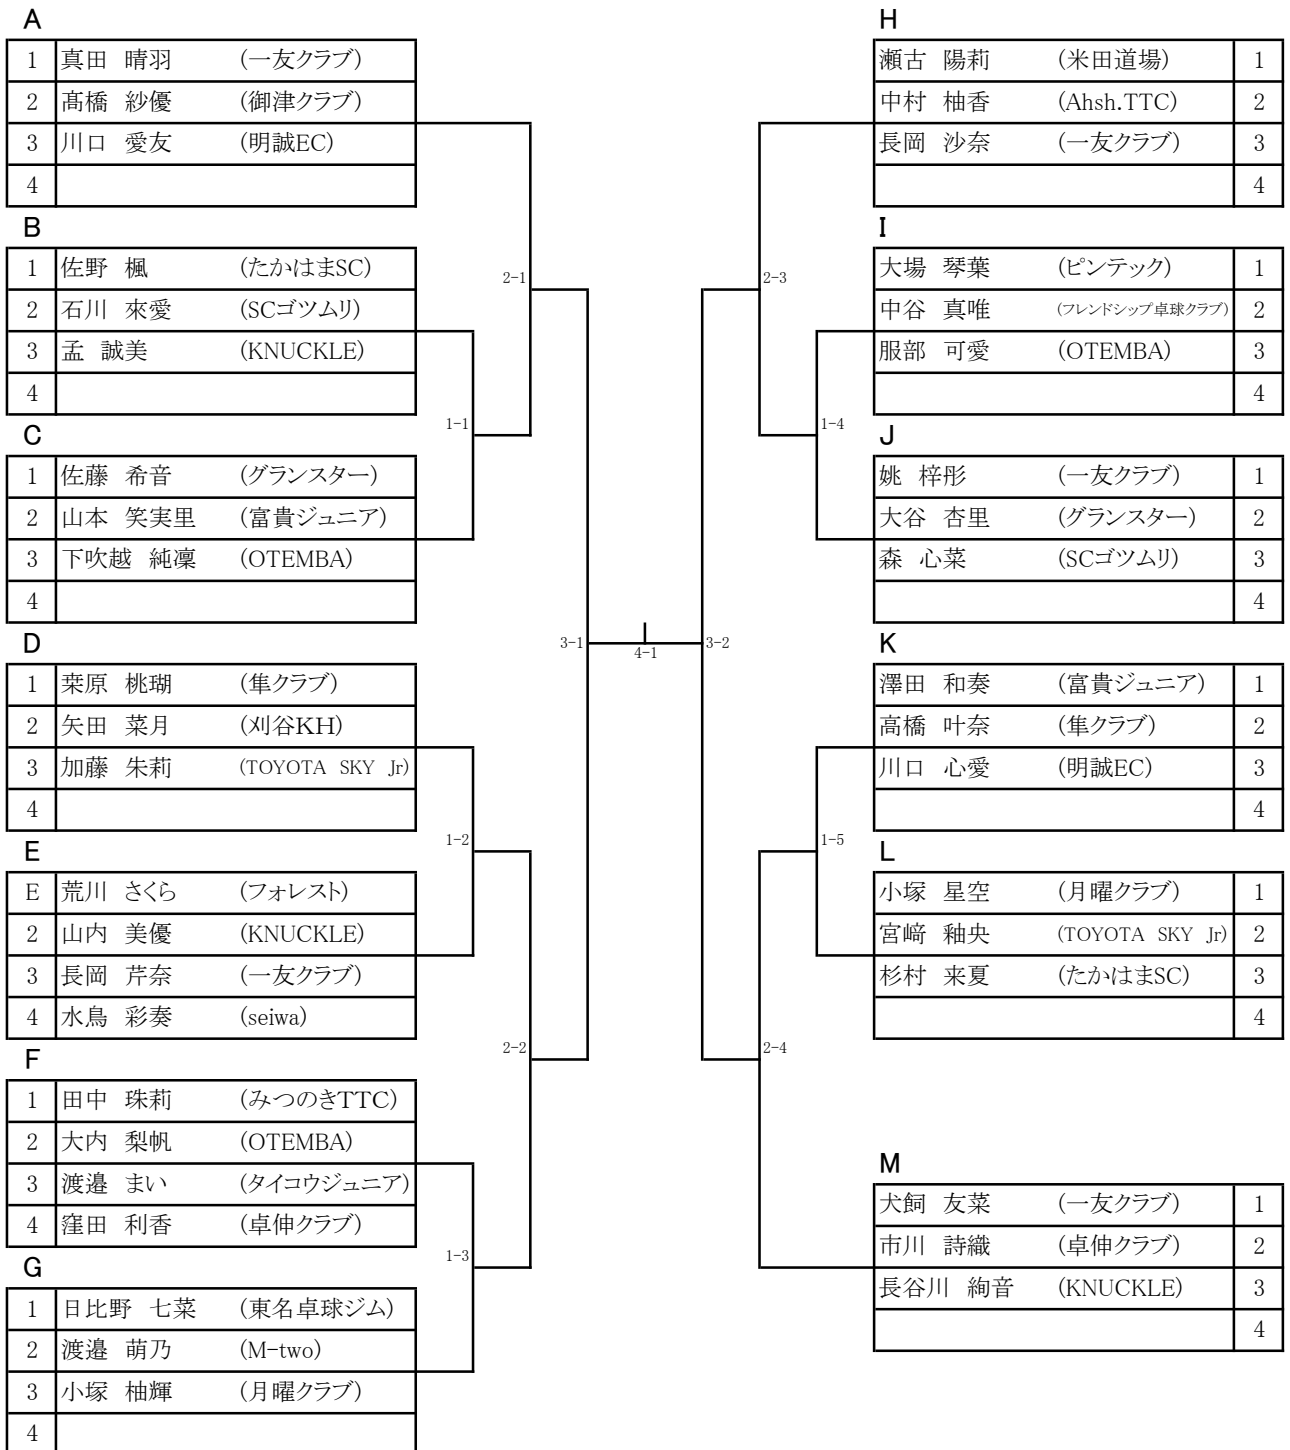 A
1 真田 晴羽 (一友クラブ)
2 髙橋 紗優 (御津クラブ)
3 川口 愛友 (明誠EC)
4
B
1 佐野 楓 (たかはまSC)
2 石川 來愛 (SCゴツムリ)
3 孟 誠美 (KNUCKLE)
4
C
1 佐藤 希音 (グランスター)
2 山本 笑実里 (富貴ジュニア)
3 下吹越 純凜 (OTEMBA)
4
D
1 栞原 桃瑚 (隼クラブ)
2 矢田 菜月 (刈谷KH)
3 加藤 朱莉 (TOYOTA SKY Jr)
4
E
E 荒川 さくら (フォレスト)
2 山内 美優 (KNUCKLE)
3 長岡 芹奈 (一友クラブ)
4 水鳥 彩奏 (seiwa)
F
1 田中 珠莉 (みつのきTTC)
2 大内 梨帆 (OTEMBA)
3 渡邉 まい (タイコウジュニア)
4 窪田 利香 (卓伸クラブ)
G
1 日比野 七菜 (東名卓球ジム)
2 渡邉 萌乃 (M-two)
3 小塚 柚輝 (月曜クラブ)
4
2-1
1-1
3-1
1-2
2-2
1-3
4-1
2-3
1-4
3-2
1-5
2-4
H
瀬古 陽莉 (米田道場) 1
中村 柚香 (Ahsh.TTC) 2
長岡 沙奈 (一友クラブ) 3
4
I
大場 琴葉 (ピンテック) 1
中谷 真唯 (フレンドシップ卓球クラブ) 2
服部 可愛 (OTEMBA) 3
4
J
姚 梓彤 (一友クラブ) 1
大谷 杏里 (グランスター) 2
森 心菜 (SCゴツムリ) 3
4
K
澤田 和奏 (富貴ジュニア) 1
高橋 叶奈 (隼クラブ) 2
川口 心愛 (明誠EC) 3
4
L
小塚 星空 (月曜クラブ) 1
宮﨑 釉央 (TOYOTA SKY Jr) 2
杉村 来夏 (たかはまSC) 3
4
M
犬飼 友菜 (一友クラブ) 1
市川 詩織 (卓伸クラブ) 2
長谷川 絢音 (KNUCKLE) 3
4